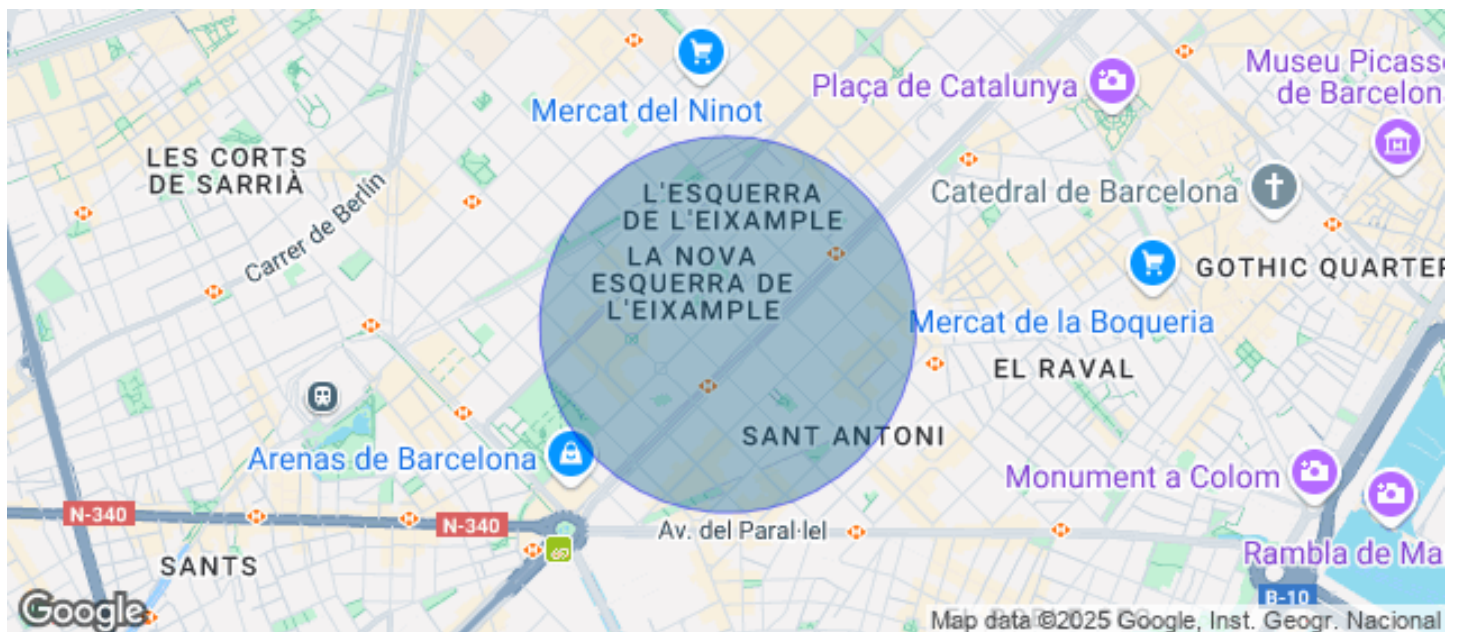 Museu Picass
de Barcelon
Plaça de Catalunya
Mercat del Ninot
LES CORTS
DE SARRIÀ
Carrer de Berlin
L'ESQUERRA
DE L'EIXAMPLE
Catedral de Barcelona
LA NOVA
ESQUERRA DE
L'EIXAMPLE
GOTHIC QUARTER
Mercat de la Boqueria
EL RAVAL
SANT ANTONI
Arenas de Barcelona
Monument a Colom
N-340
N-340
Av. del Paral·lel
SANTS
Rambla de Ma
B-10
Google
Map data ©2025 Google, Inst. Geogr. Nacional